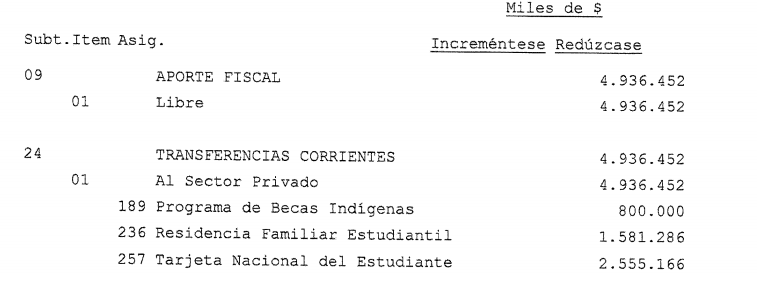 Miles de $
Subt.Item Asig. Increméntese Redúzcase
09 APORTE FISCAL 4.936.452
01 Libre 4.936.452
24 TRANSFERENCIAS CORRIENTES 4.936.452
01 Al Sector Privado 4.936.452
189 Programa de Becas Indígenas 800.000
236 Residencia Familiar Estudiantil 1.581.286
257 Tarjeta Nacional del Estudiante 2.555.166